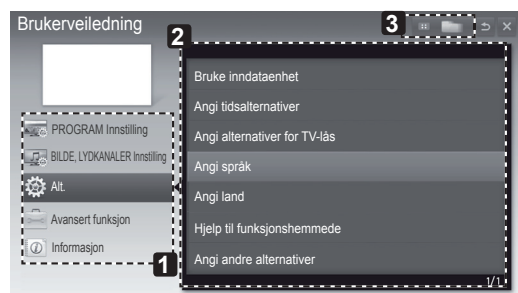 Brukerveiledning
3
2
PROGRAM Innstilling
BILDE, LYDKANALER Innstilling
Alt.
Avansert funksjon
Informasjon
1
Bruke inndataenhet
Angi tidsalternativer
Angi alternativer for TV-lås
Angi språk
Angi land
Hjelp til funksjonshemmede
Angi andre alternativer
1/1